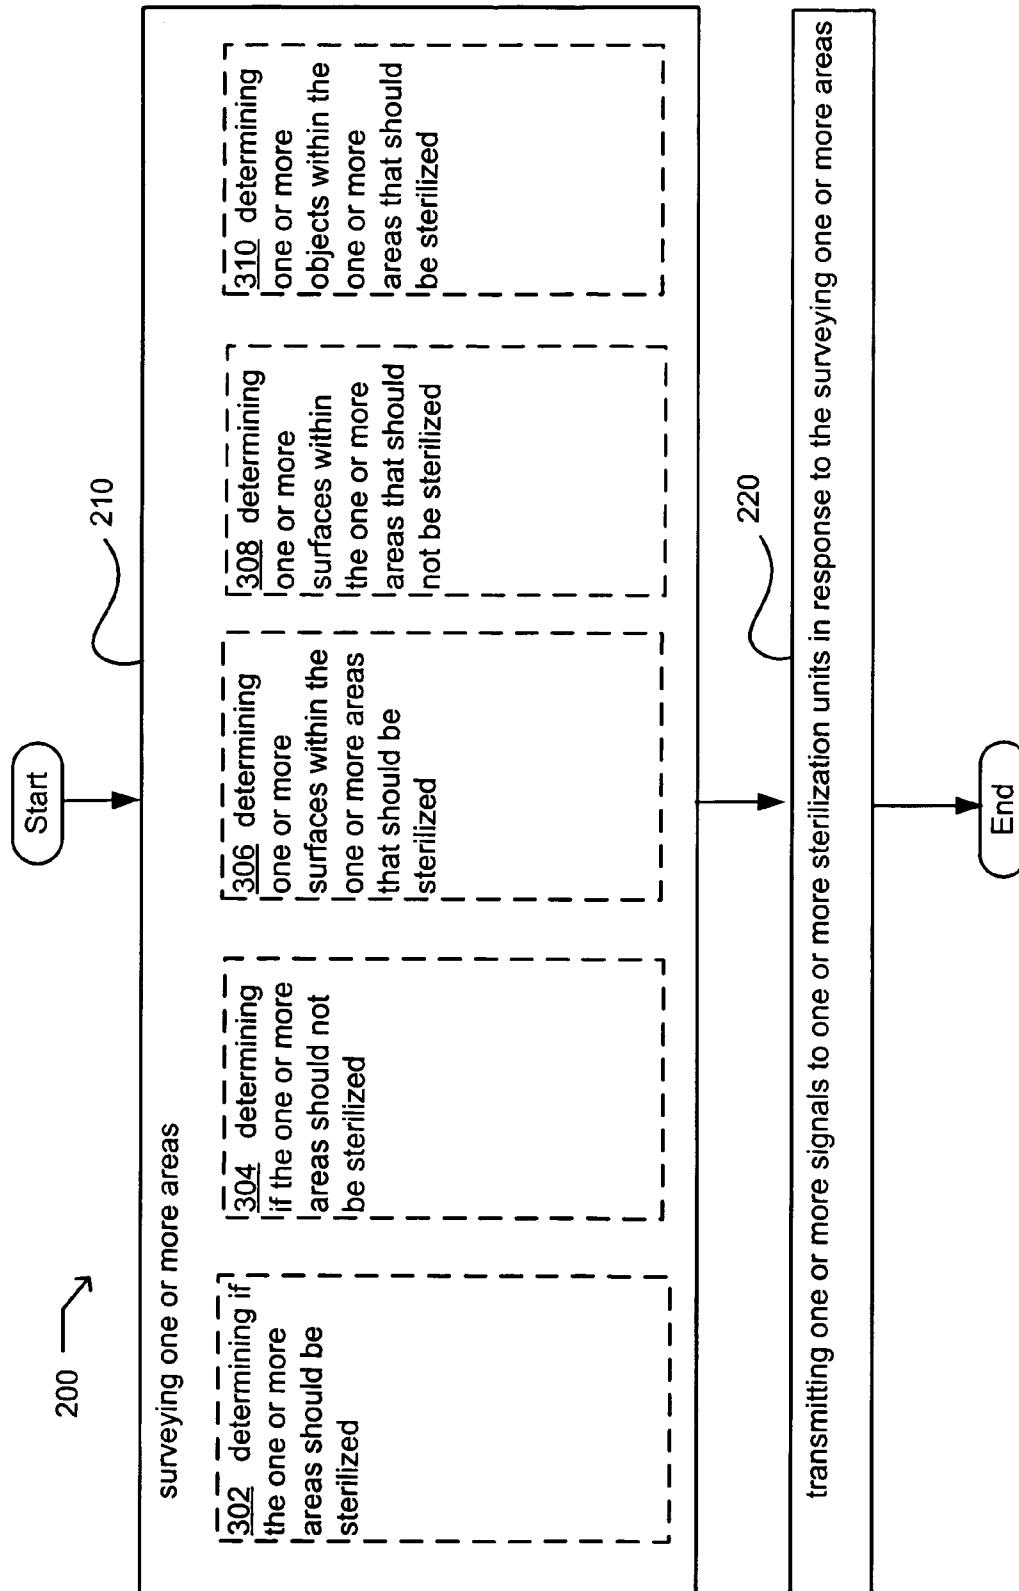 Start
200
210
surveying one or more areas
302 determining if
the one or more
areas should be
sterilized
304 determining
if the one or more
areas should not
be sterilized
306 determining
one or more
surfaces within the
one or more areas
that should be
sterilized
308 determining
one or more
surfaces within
the one or more
areas that should
not be sterilized
310 determining
one or more
objects within the
one or more
areas that should
be sterilized
220
transmitting one or more signals to one or more sterilization units in response to the surveying one or more areas
End